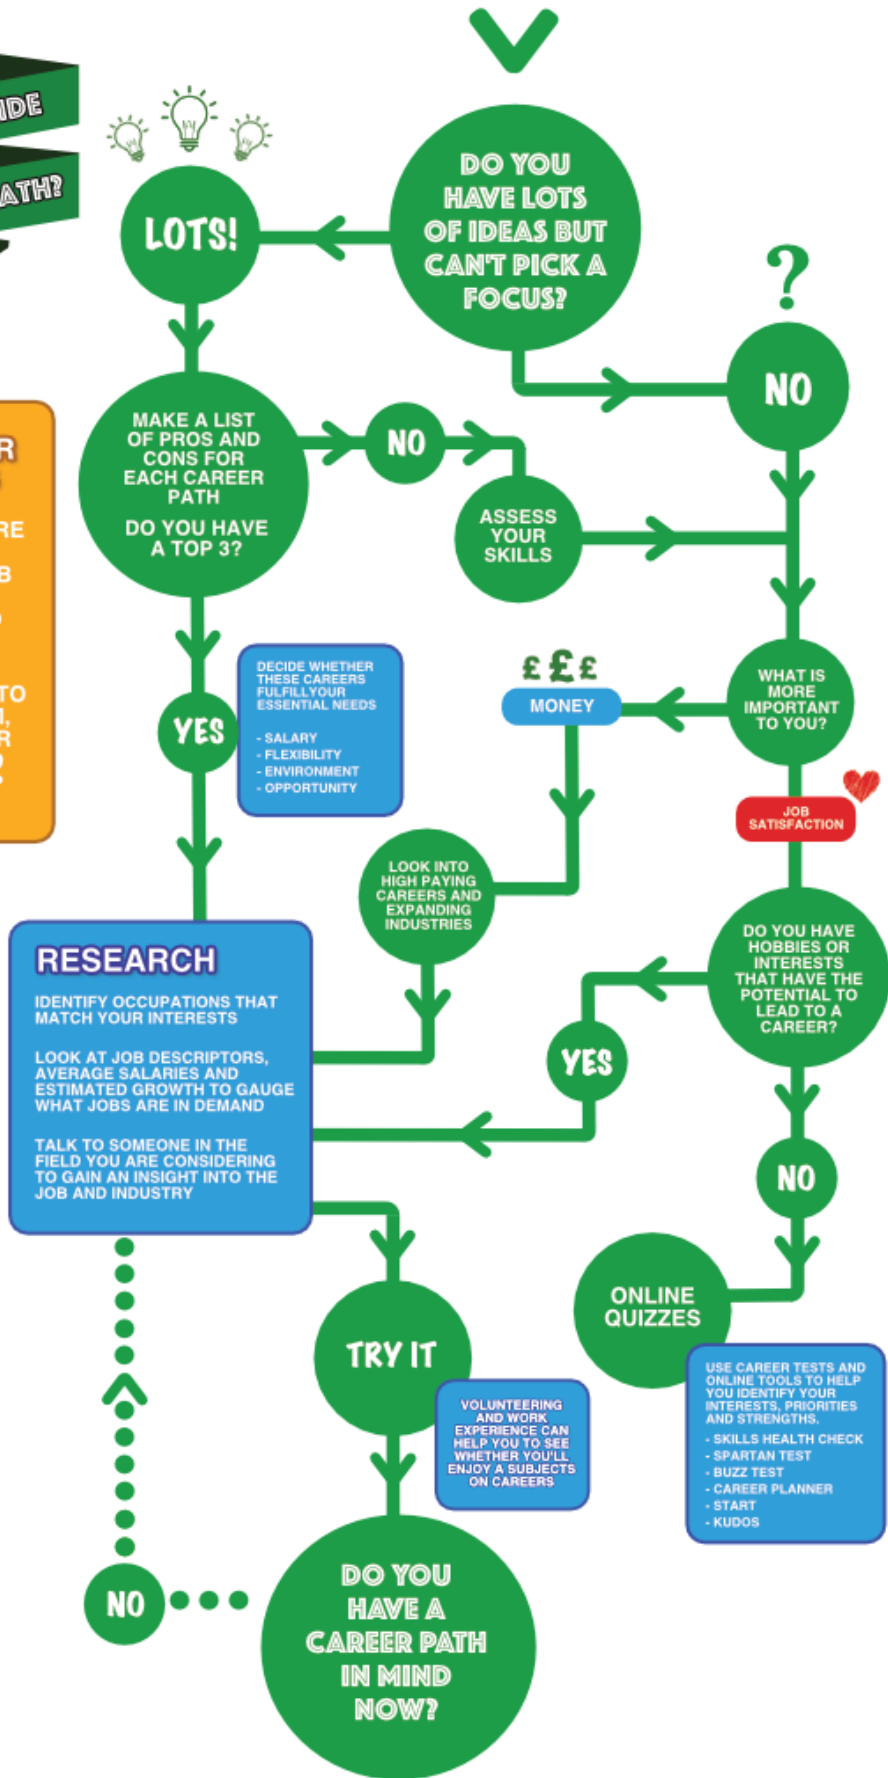 IDE
ATH?
DO YOU
HAVE LOTS
OF IDEAS BUT
CAN'T PICK A
FOCUS?
LOTS!
?
NO
MAKE A LIST
OF PROS AND
CONS FOR
EACH CAREER
PATH
DO YOU HAVE
A TOP 3?
NO
ASSESS
YOUR
SKILLS
R
RE
B
TO
R
YES
DECIDE WHETHER
THESE CAREERS
FULFILLYOUR
ESSENTIAL NEEDS
- SALARY
- FLEXIBILITY
- ENVIRONMENT
- OPPORTUNITY
£ £ £
MONEY
WHAT IS
MORE
IMPORTANT
TO YOU?
JOB
SATISFACTION
LOOK INTO
HIGH PAYING
CAREERS AND
EXPANDING
INDUSTRIES
DO YOU HAVE
HOBBIES OR
INTERESTS
THAT HAVE THE
POTENTIAL TO
LEAD TO A
CAREER?
RESEARCH
IDENTIFY OCCUPATIONS THAT
MATCH YOUR INTERESTS
LOOK AT JOB DESCRIPTORS,
AVERAGE SALARIES AND
ESTIMATED GROWTH TO GAUGE
WHAT JOBS ARE IN DEMAND
TALK TO SOMEONE IN THE
FIELD YOU ARE CONSIDERING
TO GAIN AN INSIGHT INTO THE
JOB AND INDUSTRY
YES
NO
ONLINE
QUIZZES
USE CAREER TESTS AND
ONLINE TOOLS TO HELP
YOU IDENTIFY YOUR
INTERESTS, PRIORITIES
AND STRENGTHS.
- SKILLS HEALTH CHECK
- SPARTAN TEST
- BUZZ TEST
- CAREER PLANNER
- START
- KUDOS
TRY IT
VOLUNTEERING
AND WORK
EXPERIENCE CAN
HELP YOU TO SEE
WHETHER YOU'LL
ENJOY A SUBJECTS
ON CAREERS
NO
DO YOU
HAVE A
CAREER PATH
IN MIND
NOW?